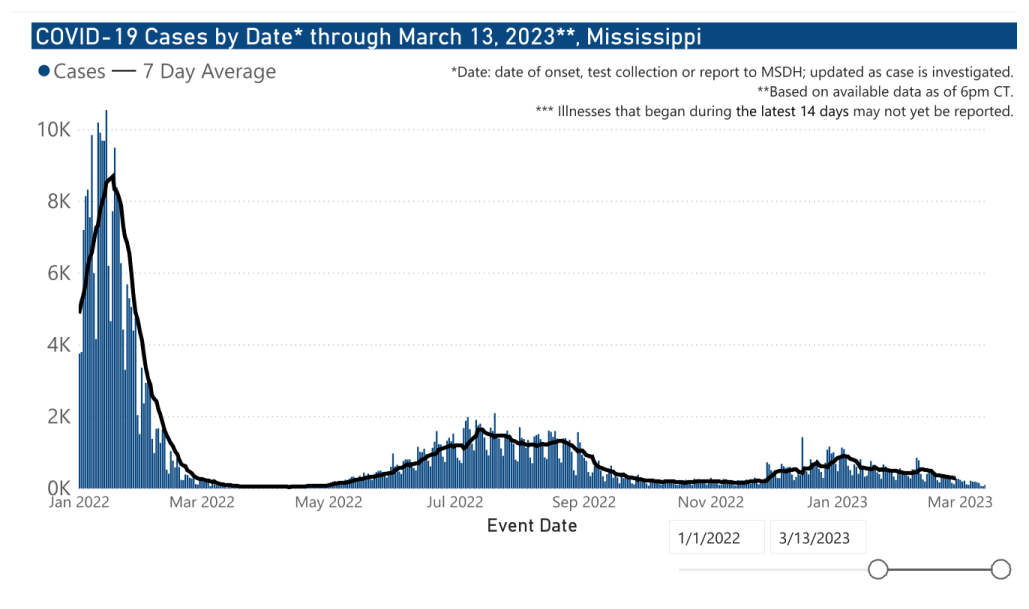 COVID-19 Cases by Date* through March 13, 2023**, Mississippi
Cases 7 Day Average
*Date: date of onset, test collection or report to MSDH; updated as case is investigated.
**Based on available data as of 6pm CT.
*** Illnesses that began during the latest 14 days may not yet be reported.
10K
8K
6K
4K
2K
0K
Jan 2022 Mar 2022 May 2022 Jul 2022 Sep 2022 Nov 2022 Jan 2023 Mar 2023
Event Date
1/1/2022 3/13/2023